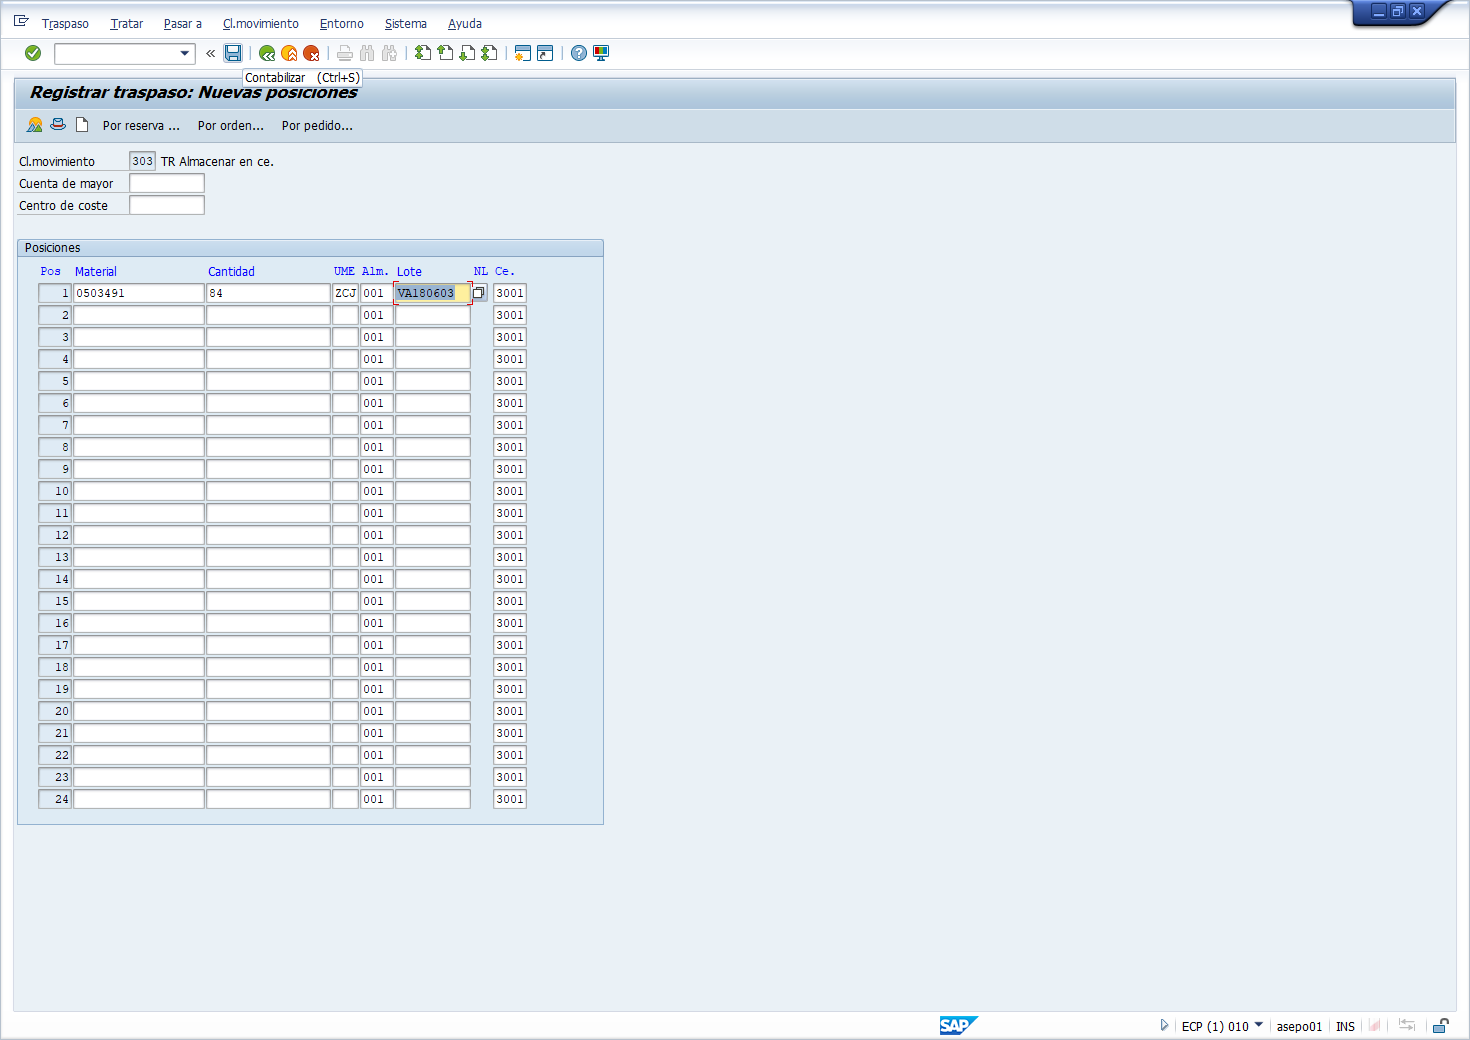 Traspaso Tratar Pasar a Cl.movimiento Entorno Sistema Ayuda
Contabilizar (Ctrl+S)
Registrar traspaso: Nuevas posiciones
Por reserva ... Por orden... Por pedido...
Cl.movimiento 303 TR Almacenar en ce.
Cuenta de mayor
Centro de coste
Posiciones
Pos Material Cantidad UME Alm. Lote NL Ce.
1 0503491 84 ZCJ 001 VA180603 3001
2 001 3001
3 001 3001
4 001 3001
5 001 3001
6 001 3001
7 001 3001
8 001 3001
9 001 3001
10 001 3001
11 001 3001
12 001 3001
13 001 3001
14 001 3001
15 001 3001
16 001 3001
17 001 3001
18 001 3001
19 001 3001
20 001 3001
21 001 3001
22 001 3001
23 001 3001
24 001 3001
SAP ECP (1) 010 asepo01 INS